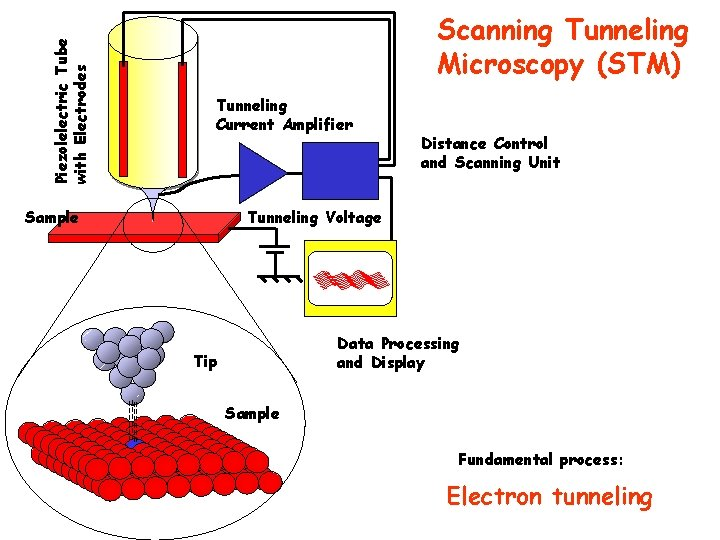 Scanning Tunneling
Microscopy (STM)
Piezolelectric Tube
with Electrodes
Tunneling
Current Amplifier
Distance Control
and Scanning Unit
Sample
Tunneling Voltage
Data Processing
and Display
Tip
Sample
Fundamental process:
Electron tunneling